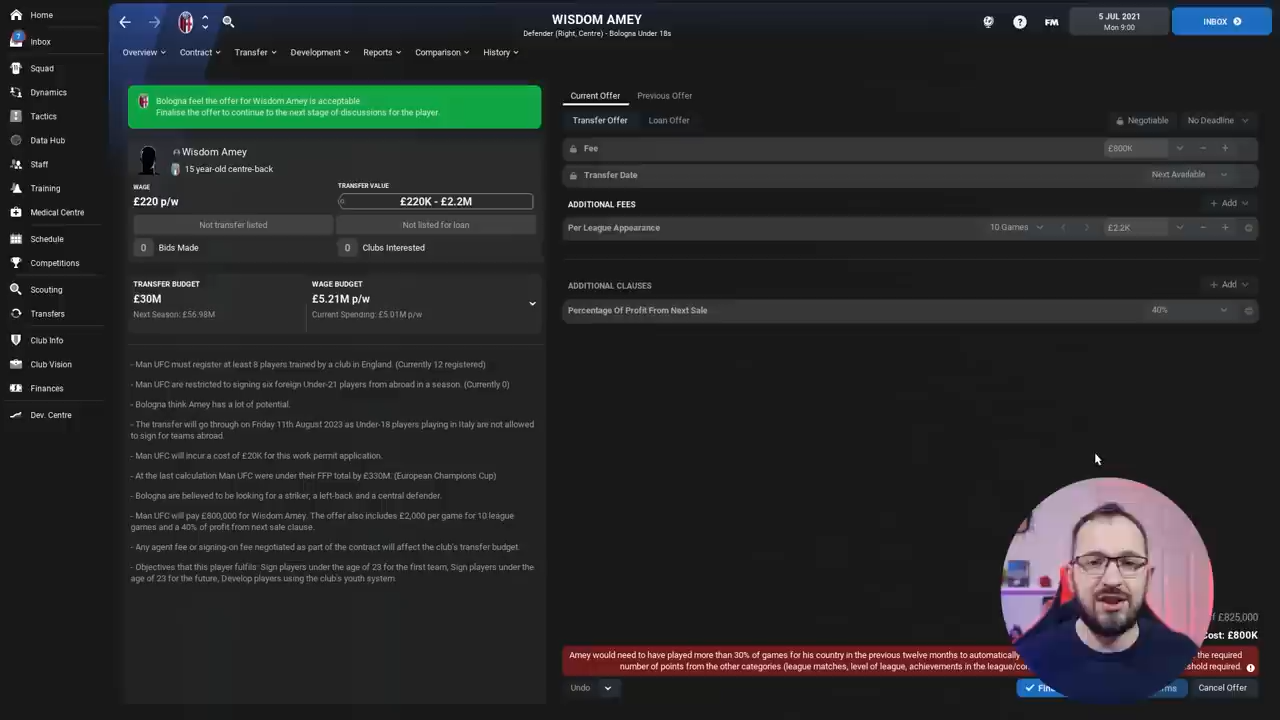 Home
WISDOM AMEY
Defender (Right, Centre) - Bologna Under 18s
FM
5 JUL 2021
Mon 9:00
INBOX
7
Inbox
Squad
Dynamics
Tactics
Data Hub
Staff
Training
Medical Centre
Schedule
Competitions
Scouting
Transfers
Club Info
Club Vision
Finances
Dev. Centre
Overview Contract Transfer Development Reports Comparison History
Bologna feel the offer for Wisdom Amey is acceptable.
Finalise the offer to continue to the next stage of discussions for the player.
Wisdom Amey
15 year-old centre-back
WAGE
£220 p/w
TRANSFER VALUE
£220K - £2.2M
Not transfer listed
Not listed for loan
0 Bids Made
0 Clubs Interested
TRANSFER BUDGET
£30M
Next Season: £56.98M
WAGE BUDGET
£5.21M p/w
Current Spending: £5.01M p/w
- Man UFC must register at least 8 players trained by a club in England. (Currently 12 registered)
- Man UFC are restricted to signing six foreign Under-21 players from abroad in a season. (Currently 0)
- Bologna think Amey has a lot of potential.
- The transfer will go through on Friday 11th August 2023 as Under-18 players playing in Italy are not allowed
to sign for teams abroad.
- Man UFC will incur a cost of £20K for this work permit application.
- At the last calculation Man UFC were under their FFP total by £330M. (European Champions Cup)
- Bologna are believed to be looking for a striker, a left-back and a central defender.
- Man UFC will pay £800,000 for Wisdom Amey. The offer also includes £2,000 per game for 10 league
games and a 40% of profit from next sale clause.
- Any agent fee or signing-on fee negotiated as part of the contract will affect the club's transfer budget.
- Objectives that this player fulfils: Sign players under the age of 23 for the first team, Sign players under the
age of 23 for the future, Develop players using the club's youth system
Current Offer Previous Offer
Transfer Offer Loan Offer
Negotiable
No Deadline
Fee £800K
Transfer Date Next Available
ADDITIONAL FEES
Add
Per League Appearance 10 Games £2.2K
ADDITIONAL CLAUSES
Add
Percentage Of Profit From Next Sale 40%
of £825,000
Cost: £800K
Amey would need to have played more than 30% of games for his country in the previous twelve months to automatically the required
number of points from the other categories (league matches, level of league, achievements in the league/ required.
Undo
Cancel Offer